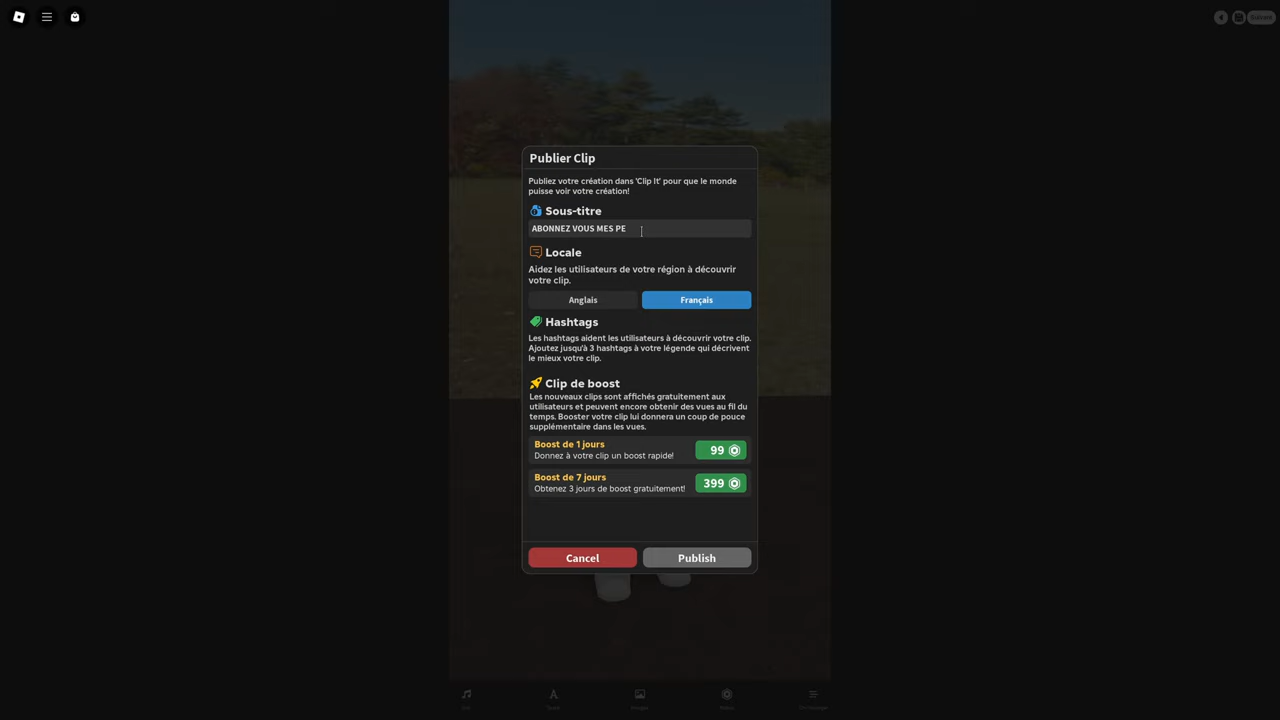 Suivant
Publier Clip
Publiez votre création dans 'Clip It' pour que le monde
puisse voir votre création!
Sous-titre
ABONNEZ VOUS MES PE
Locale
Aidez les utilisateurs de votre région à découvrir
votre clip.
Anglais
Français
Hashtags
Les hashtags aident les utilisateurs à découvrir votre clip.
Ajoutez jusqu'à 3 hashtags à votre légende qui décrivent
le mieux votre clip.
Clip de boost
Les nouveaux clips sont affichés gratuitement aux
utilisateurs et peuvent encore obtenir des vues au fil du
temps. Booster votre clip lui donnera un coup de pouce
supplémentaire dans les vues.
Boost de 1 jours
Donnez à votre clip un boost rapide!
99
Boost de 7 jours
Obtenez 3 jours de boost gratuitement!
399
Cancel
Publish